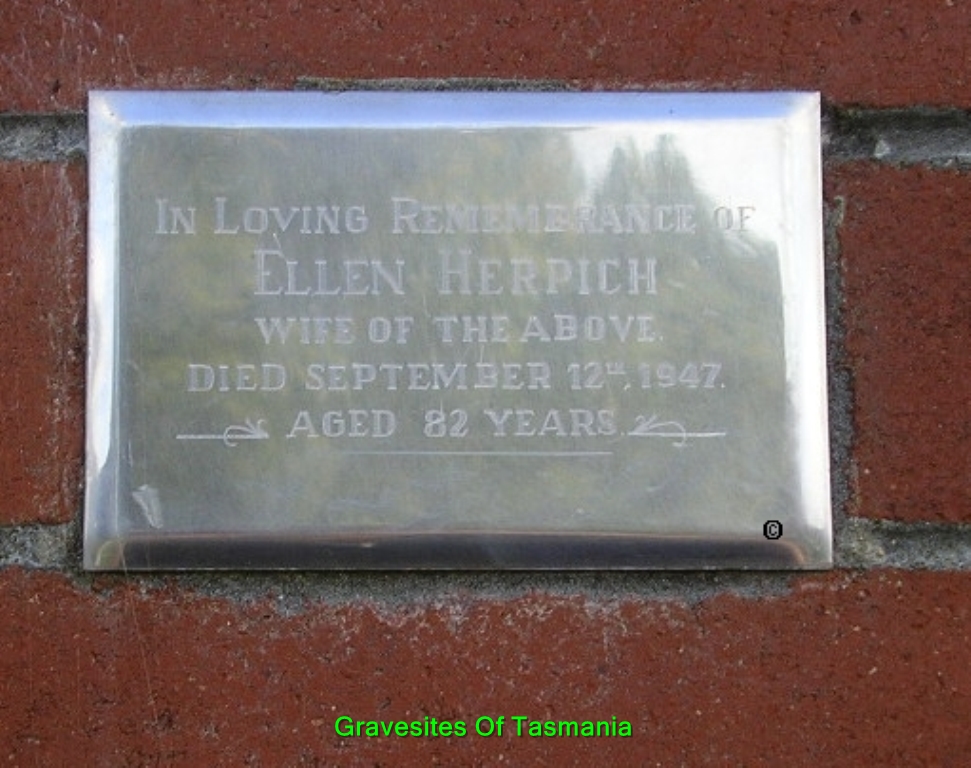 In Loving Remembrance of
Ellen Herpich
WIFE OF THE ABOVE.
DIED SEPTEMBER 12TH, 1947.
AGED 82 YEARS.
©
Gravesites Of Tasmania